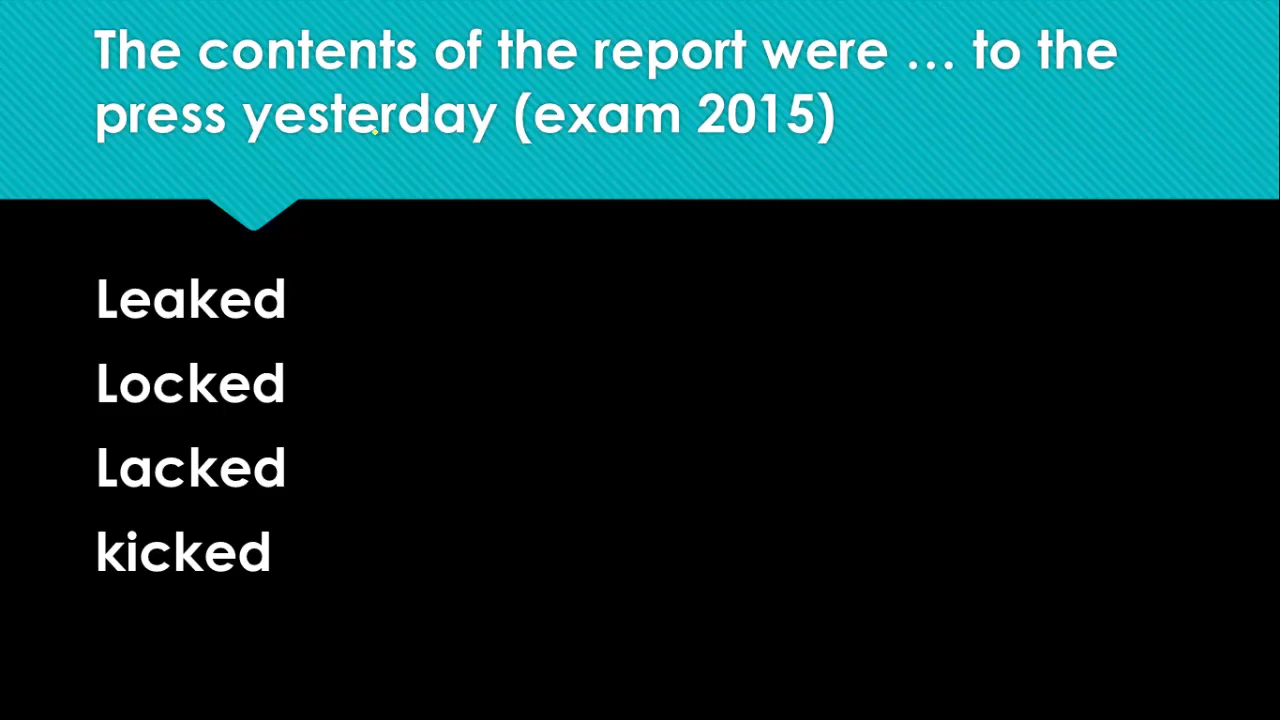 The contents of the report were … to the
press yesterday (exam 2015)
Leaked
Locked
Lacked
kicked